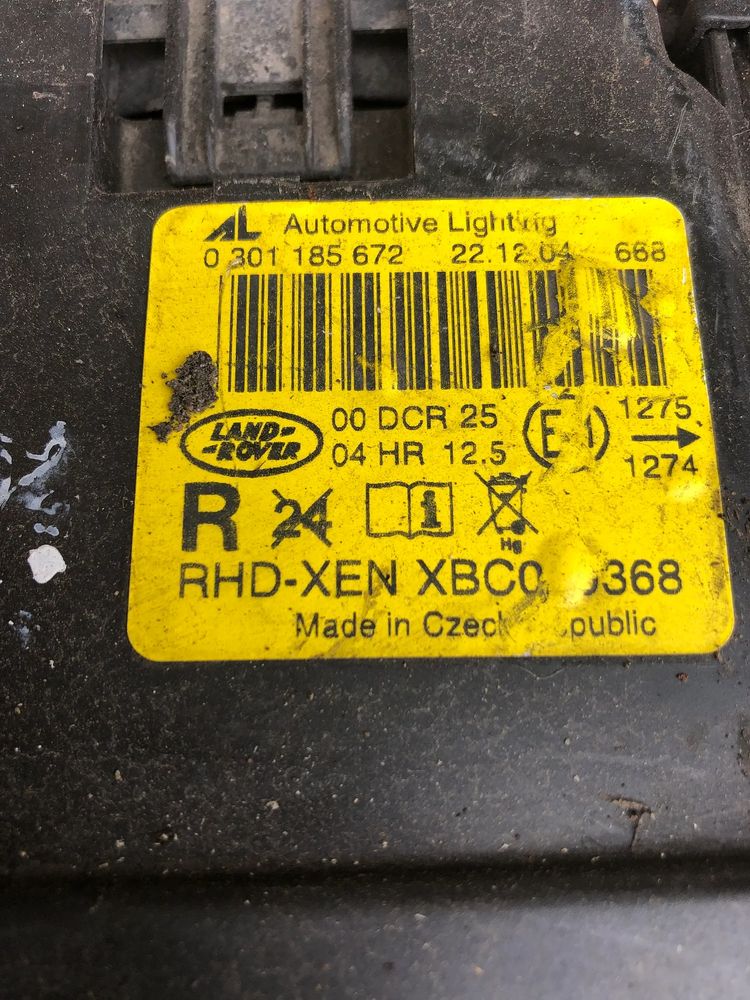 AL Automotive Lighting
0 301 185 672 22.12.04 668
LAND-
-ROVER
00 DCR 25
04 HR 12.5
1275
1274
R 24
Hg
RHD-XEN
Made in